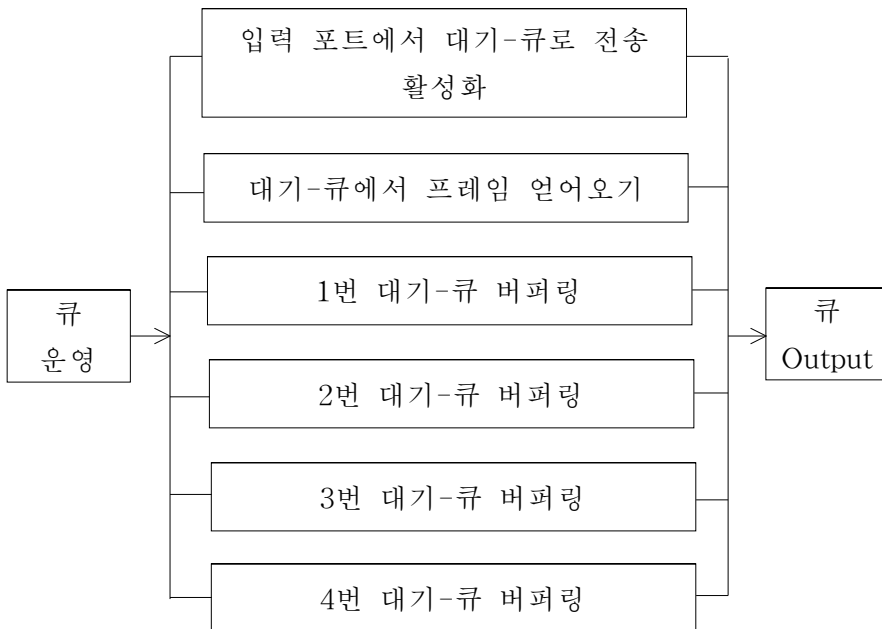 입력 포트에서 대기-큐로 전송
활성화
대기-큐에서 프레임 얻어오기
1번 대기-큐 버퍼링
큐
운영
큐
Output
2번 대기-큐 버퍼링
3번 대기-큐 버퍼링
4번 대기-큐 버퍼링